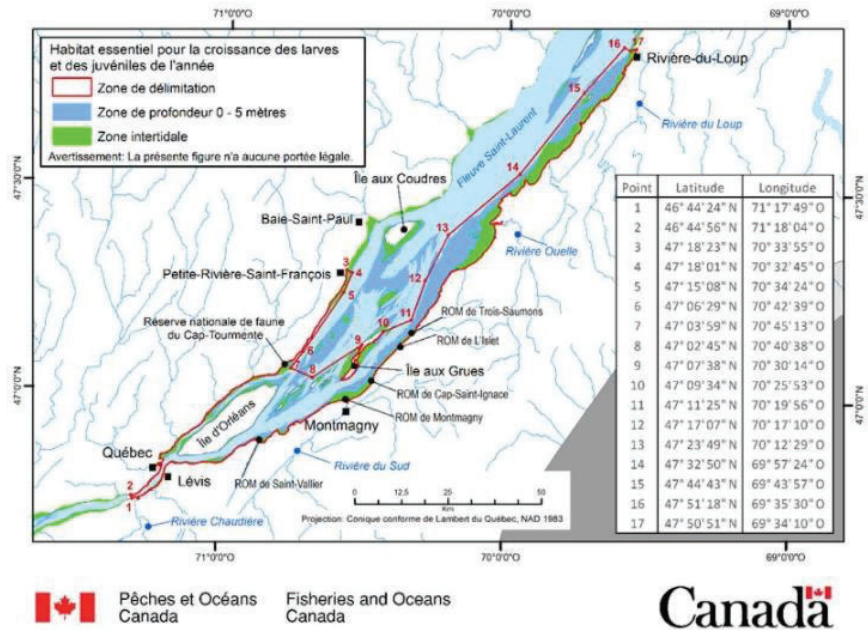 71°0'0"O 70°0'0"O 69°0'0"O
Habitat essentiel pour la croissance des larves
et des juvéniles de l'année
Zone de délimitation
Zone de profondeur 0 - 5 mètres
Zone intertidale
Avertissement: La présente figure n'a aucune portée légale.
16 17
Rivière-du-Loup
15
Rivière du Loup
Fleuve Saint-Laurent
14
47°30'0"N
47°30'0"N
Île aux Coudres
Baie-Saint-Paul
13
Rivière Ouelle
3
4
Petite-Rivière-Saint-François
5
12
Réserve nationale de faune
du Cap-Tourmente
11
ROM de Trois-Saumons
10
9
ROM de L'Islet
6
7
8
Île aux Grues
47°0'0"N
47°0'0"N
ROM de Cap-Saint-Ignace
ROM de Montmagny
Île d'Orléans
Montmagny
Québec
Lévis
Rivière du Sud
ROM de Saint-Vallier
2
1
Rivière Chaudière
0 12,5 25 50
Km
Projection: Conique conforme de Lambert du Québec, NAD 1983
Point Latitude Longitude
1 46°44'24" N 71°17'49" O
2 46°44'56" N 71°18'04" O
3 47°18'23" N 70°33'55" O
4 47°18'01" N 70°32'45" O
5 47°15'08" N 70°34'24" O
6 47°06'29" N 70°42'39" O
7 47°03'59" N 70°45'13" O
8 47°02'45" N 70°40'38" O
9 47°07'38" N 70°30'14" O
10 47°09'34" N 70°25'53" O
11 47°11'25" N 70°19'56" O
12 47°17'07" N 70°17'10" O
13 47°23'49" N 70°12'29" O
14 47°32'50" N 69°57'24" O
15 47°44'43" N 69°43'57" O
16 47°51'18" N 69°35'30" O
17 47°50'51" N 69°34'10" O
71°0'0"O 70°0'0"O 69°0'0"O
Pêches et Océans Fisheries and Oceans
Canada Canada
Canada